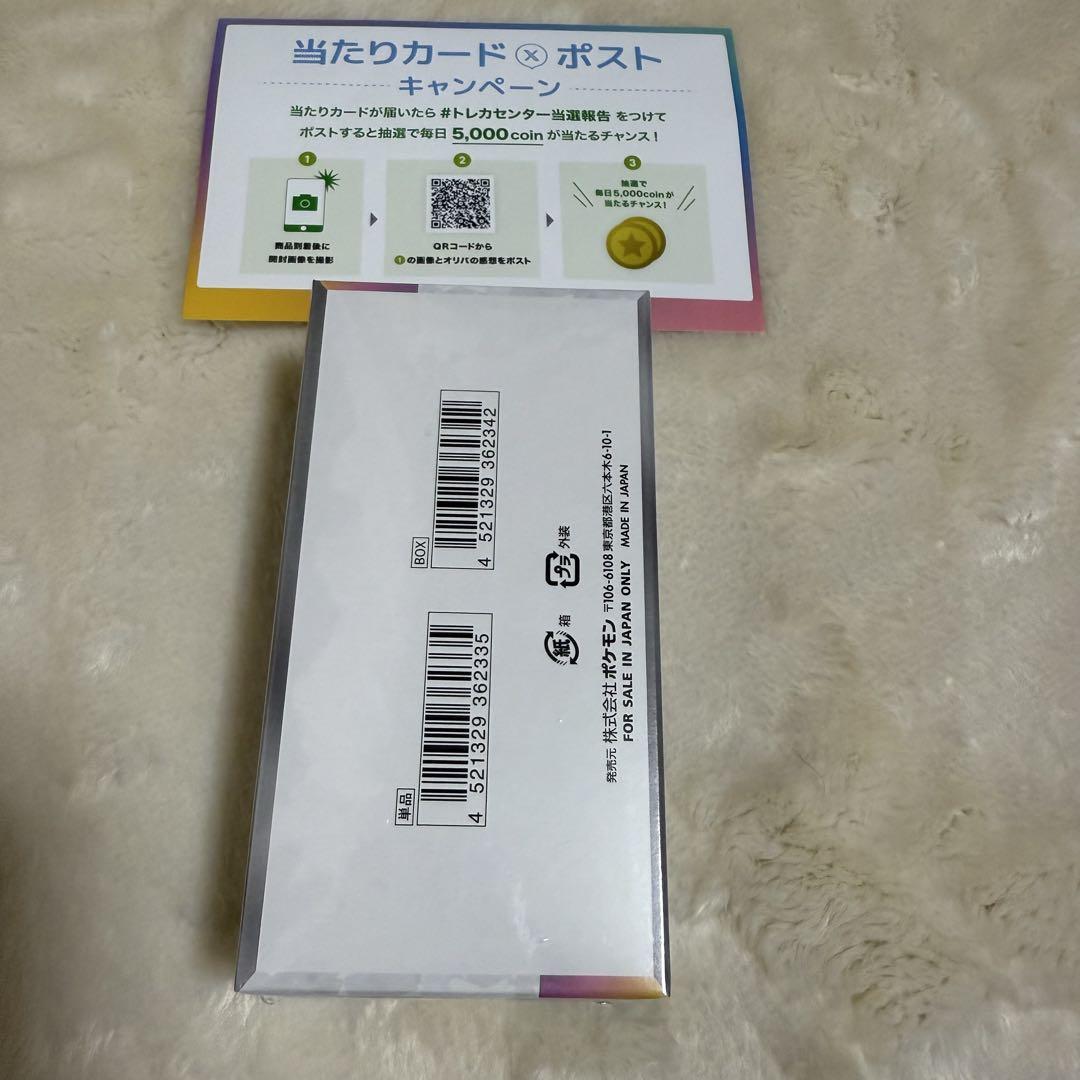 当たりカード X ポスト
キャンペーン
当たりカードが届いたら #トレカセンター当選報告 をつけて
ポストすると抽選で毎日 5,000coin が当たるチャンス！
1
商品到着後に
開封画像を撮影
2
QRコードから
1の画像とオリパの感想をポスト
3
抽選で
毎日5,000coinが
当たるチャンス！
BOX
4 521329 362342
単品
4 521329 362335
プラ 外装
紙 箱
発売元 株式会社 ポケモン 〒106-6108 東京都港区六本木6-10-1
FOR SALE IN JAPAN ONLY MADE IN JAPAN